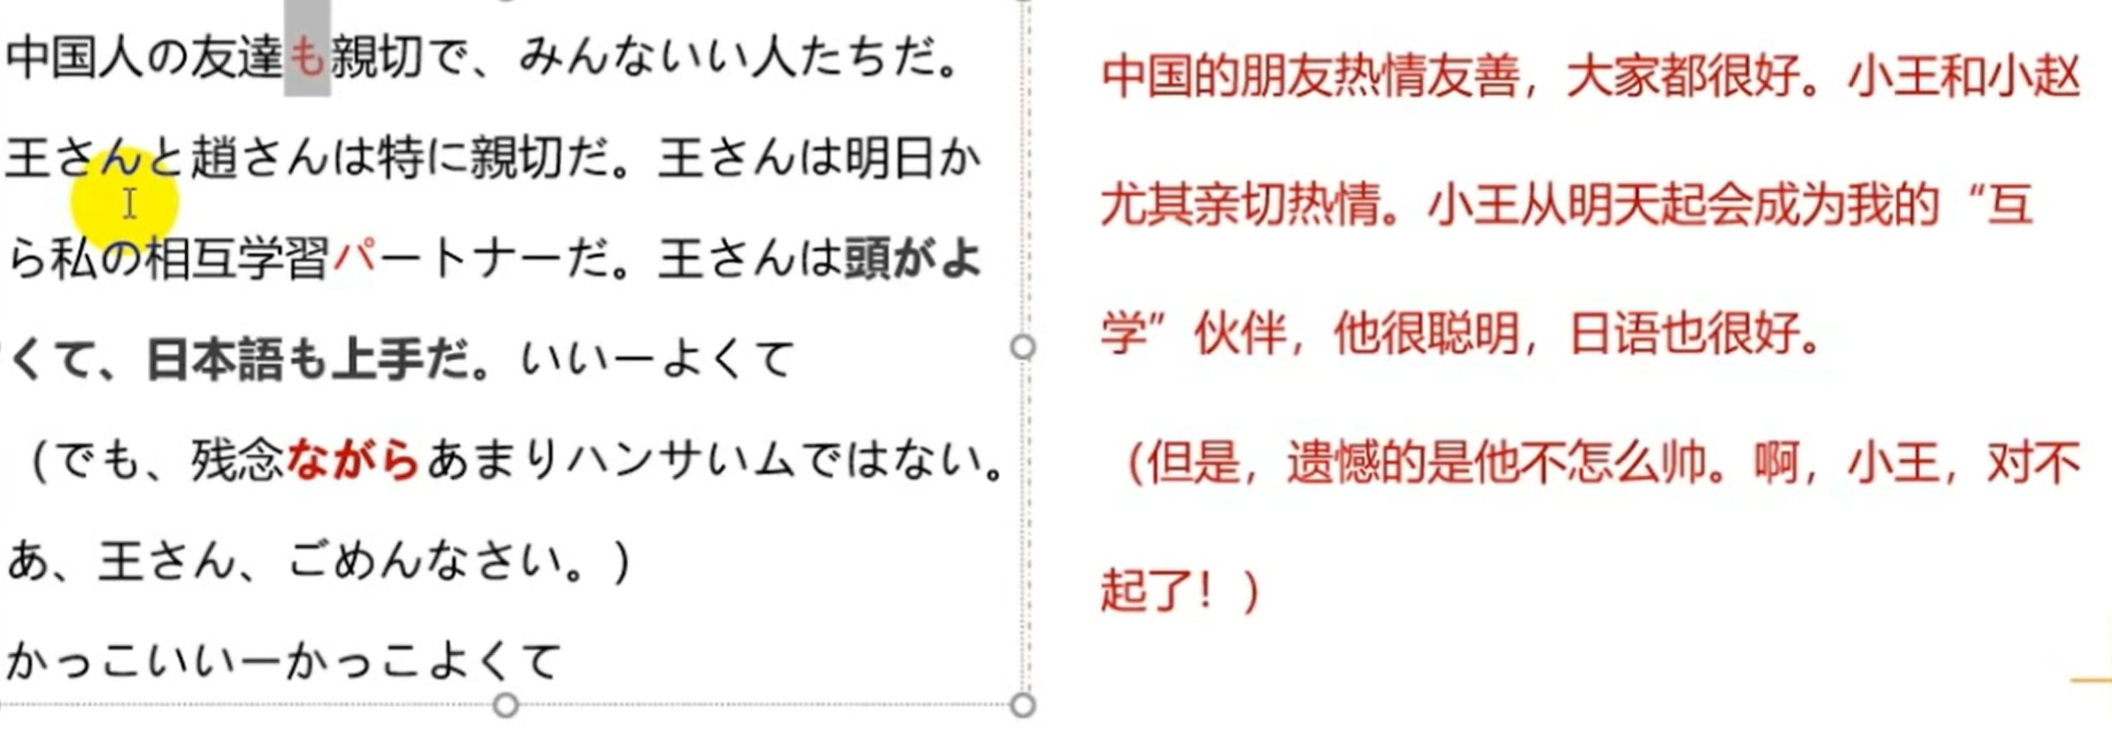 中国人の友達も親切で、みんないい人たちだ。
王さんと趙さんは特に親切だ。王さんは明日か
ら私の相互学習パートナーだ。王さんは頭がよ
くて、日本語も上手だ。いいーよくて
（でも、残念ながらあまりハンサいムではない。
あ、王さん、ごめんなさい。）
かっこいいーかっこよくて
中国的朋友热情友善，大家都很好。小王和小赵
尤其亲切热情。小王从明天起会成为我的“互
学”伙伴，他很聪明，日语也很好。
（但是，遗憾的是他不怎么帅。啊，小王，对不
起了！）